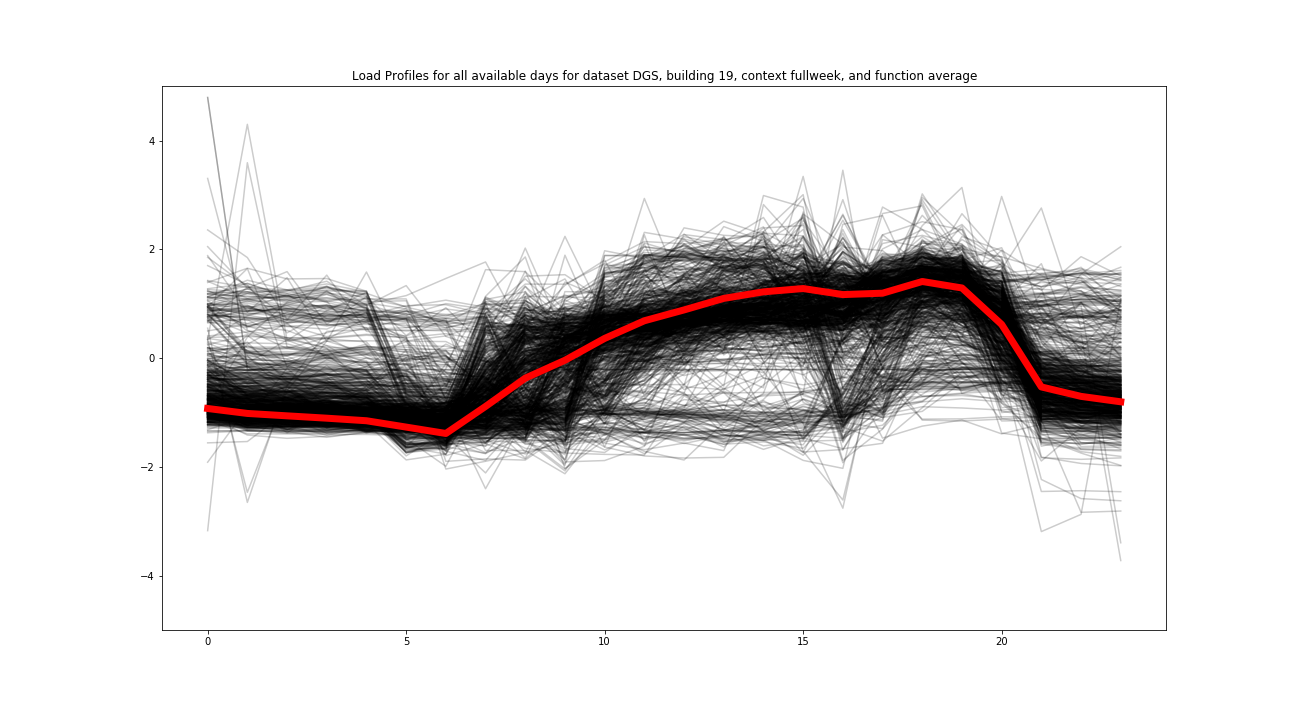 Load Profiles for all available days for dataset DGS, building 19, context fullweek, and function average
4
2
0
−2
−4
0 5 10 15 20